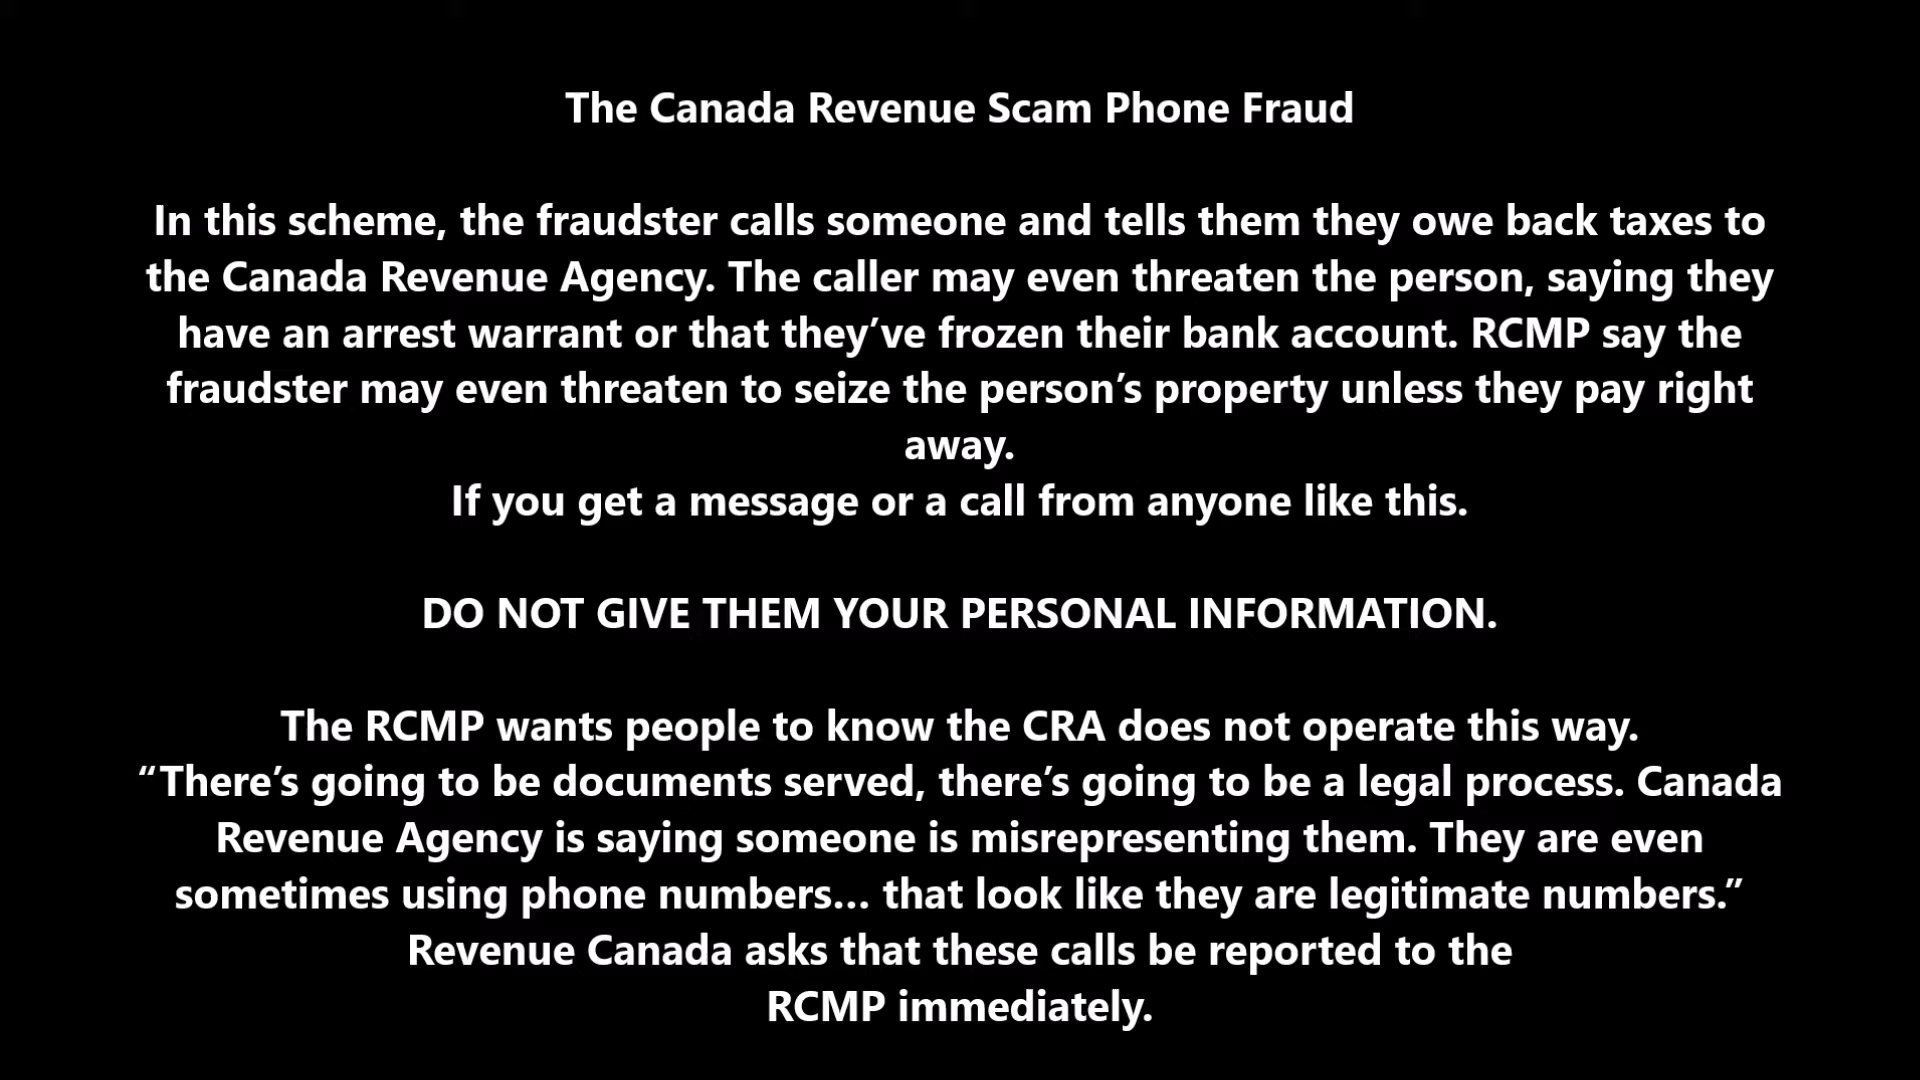 The Canada Revenue Scam Phone Fraud
In this scheme, the fraudster calls someone and tells them they owe back taxes to
the Canada Revenue Agency. The caller may even threaten the person, saying they
have an arrest warrant or that they’ve frozen their bank account. RCMP say the
fraudster may even threaten to seize the person’s property unless they pay right
away.
If you get a message or a call from anyone like this.
DO NOT GIVE THEM YOUR PERSONAL INFORMATION.
The RCMP wants people to know the CRA does not operate this way.
“There’s going to be documents served, there’s going to be a legal process. Canada
Revenue Agency is saying someone is misrepresenting them. They are even
sometimes using phone numbers… that look like they are legitimate numbers.”
Revenue Canada asks that these calls be reported to the
RCMP immediately.